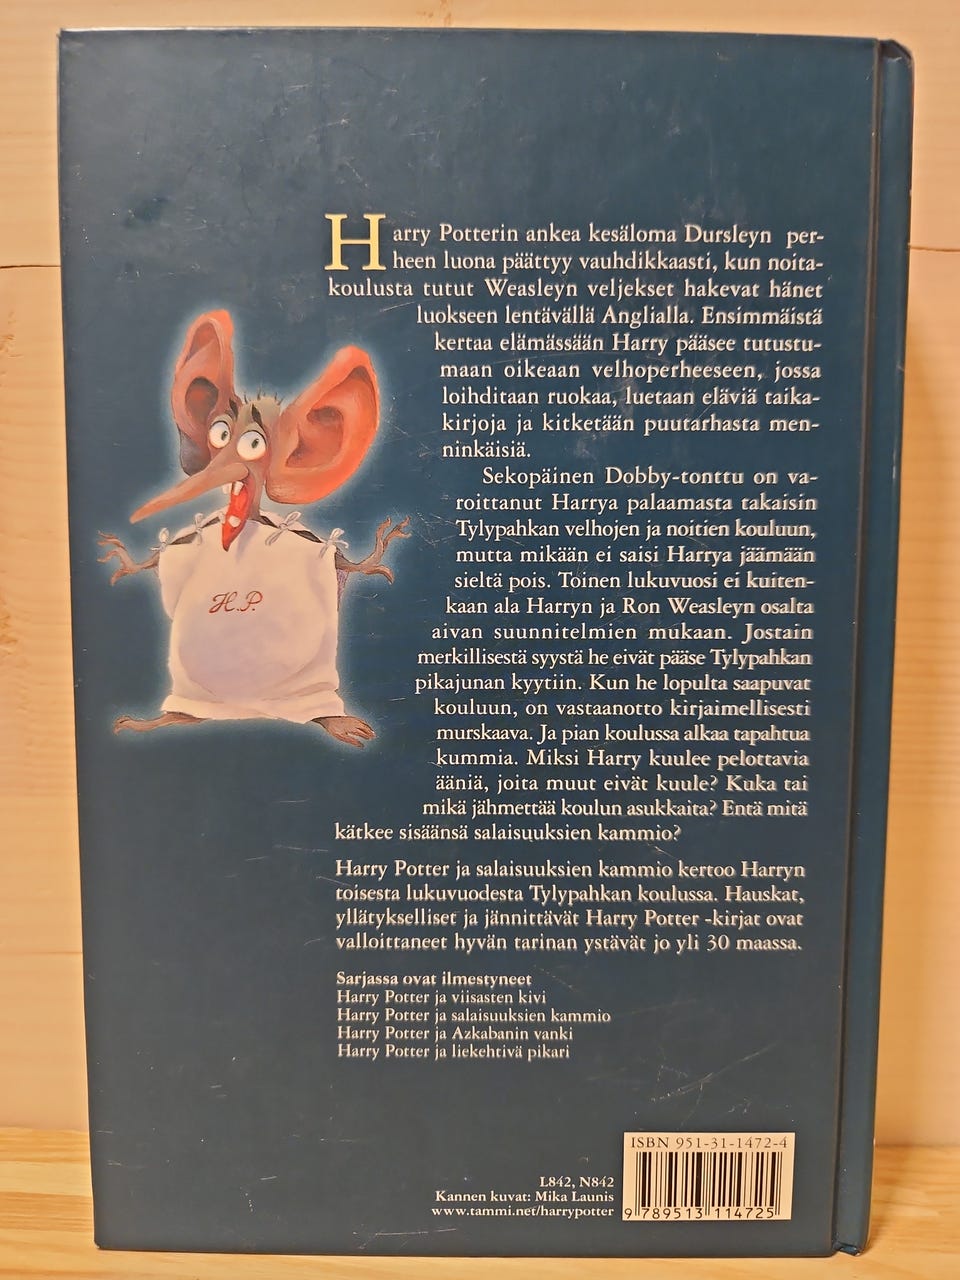 Harry Potterin ankea kesäloma Dursleyn per-
heen luona päättyy vauhdikkaasti, kun noita-
koulusta tutut Weasleyn veljekset hakevat hänet
luokseen lentävällä Anglialla. Ensimmäistä
kertaa elämässään Harry pääsee tutustu-
maan oikeaan velhoperheeseen, jossa
loihditaan ruokaa, luetaan eläviä taika-
kirjoja ja kitketään puutarhasta men-
ninkäisiä.
Sekopäinen Dobby-tonttu on va-
roittanut Harrya palaamasta takaisin
Tylypahkan velhojen ja noitien kouluun,
mutta mikään ei saisi Harrya jäämään
sieltä pois. Toinen lukuvuosi ei kuiten-
kaan ala Harryn ja Ron Weasleyn osalta
aivan suunnitelmien mukaan. Jostain
merkillisestä syystä he eivät pääse Tylypahkan
pikajunan kyytiin. Kun he lopulta saapuvat
kouluun, on vastaanotto kirjaimellisesti
murskaava. Ja pian koulussa alkaa tapahtua
kummia. Miksi Harry kuulee pelottavia
ääniä, joita muut eivät kuule? Kuka tai
mikä jähmettää koulun asukkaita? Entä mitä
kätkee sisäänsä salaisuuksien kammio?
Harry Potter ja salaisuuksien kammio kertoo Harryn
toisesta lukuvuodesta Tylypahkan koulussa. Hauskat,
yllätykselliset ja jännittävät Harry Potter -kirjat ovat
valloittaneet hyvän tarinan ystävät jo yli 30 maassa.
Sarjassa ovat ilmestyneet
Harry Potter ja viisasten kivi
Harry Potter ja salaisuuksien kammio
Harry Potter ja Azkabanin vanki
Harry Potter ja liekehtivä pikari
H.P.
L842, N842
Kannen kuvat: Mika Launis
www.tammi.net/harrypotter
ISBN 951-31-1472-4
9 789513 114725